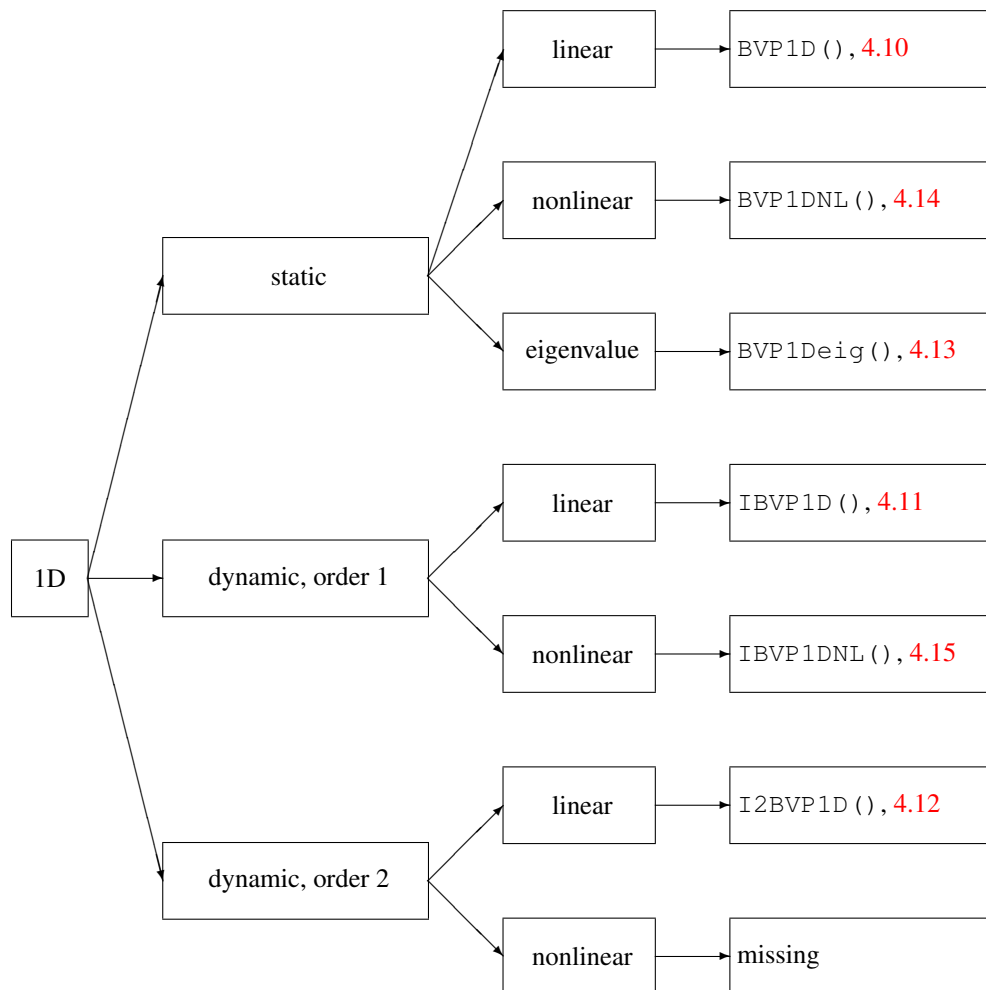 linear
BVP1D(), 4.10
nonlinear
BVP1DNL(), 4.14
static
eigenvalue
BVP1Deig(), 4.13
linear
IBVP1D(), 4.11
1D
dynamic, order 1
nonlinear
IBVP1DNL(), 4.15
linear
I2BVP1D(), 4.12
dynamic, order 2
nonlinear
missing